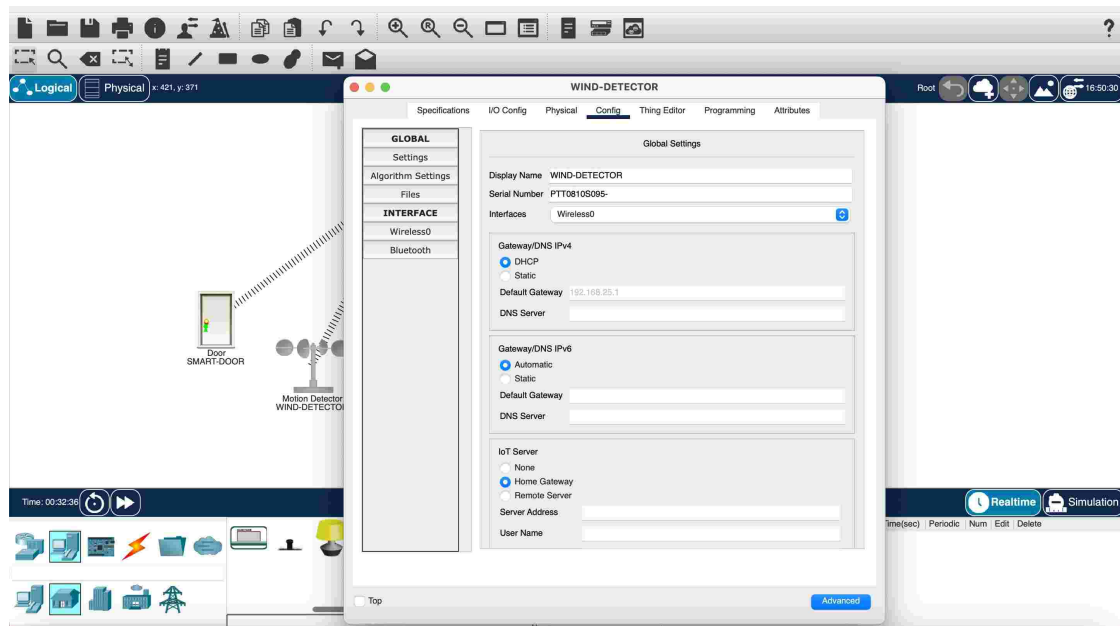 ?
Logical Physical x: 421, y: 371
Root 16:50:30
WIND-DETECTOR
Specifications I/O Config Physical Config Thing Editor Programming Attributes
GLOBAL
Settings
Algorithm Settings
Files
INTERFACE
Wireless0
Bluetooth
Global Settings
Display Name WIND-DETECTOR
Serial Number PTT0810S095-
Interfaces Wireless0
Gateway/DNS IPv4
DHCP
Static
Default Gateway 192.168.25.1
DNS Server
Gateway/DNS IPv6
Automatic
Static
Default Gateway
DNS Server
IoT Server
None
Home Gateway
Remote Server
Server Address
User Name
Top
Advanced
Door
SMART-DOOR
Motion Detector
WIND-DETECTO
Time: 00:32:36
Realtime Simulation
Time(sec) Periodic Num Edit Delete